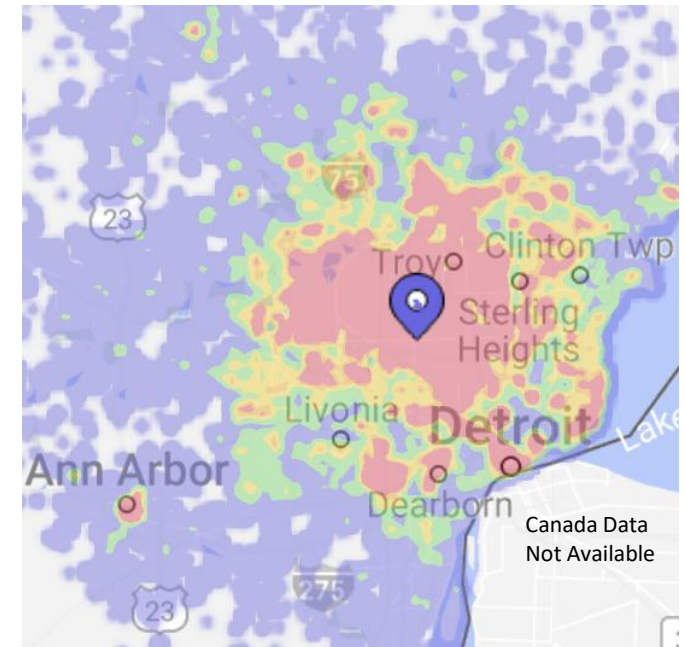 75
23
Troy
Clinton Twp
Sterling
Heights
Livonia
Detroit
Lake
Ann Arbor
Dearborn
Canada Data
Not Available
275
23
3